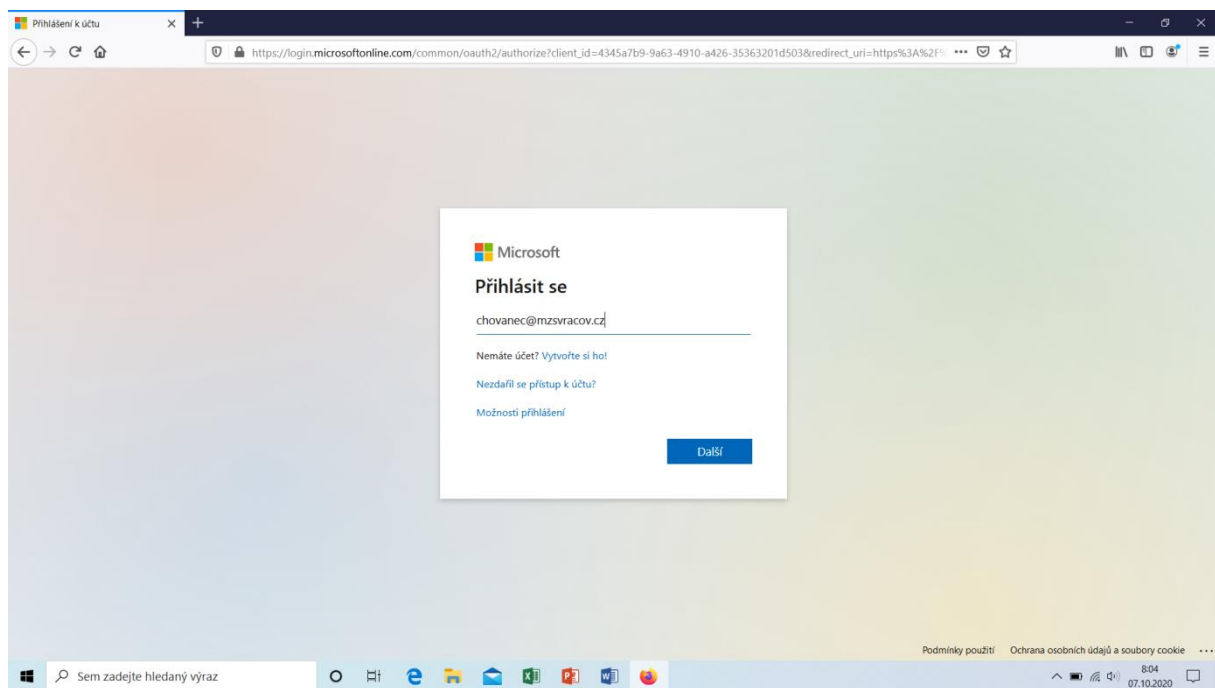 Přihlášení k účtu
https://login.microsoftonline.com/common/oauth2/authorize?client_id=4345a7b9-9a63-4910-a426-35363201d503&redirect_uri=https%3A%2F%
Microsoft
Přihlásit se
chovanec@mzsvracov.cz
Nemáte účet? Vytvořte si ho!
Nezdařil se přístup k účtu?
Možnosti přihlášení
Další
Podmínky použití Ochrana osobních údajů a soubory cookie
Sem zadejte hledaný výraz
8:04
07.10.2020